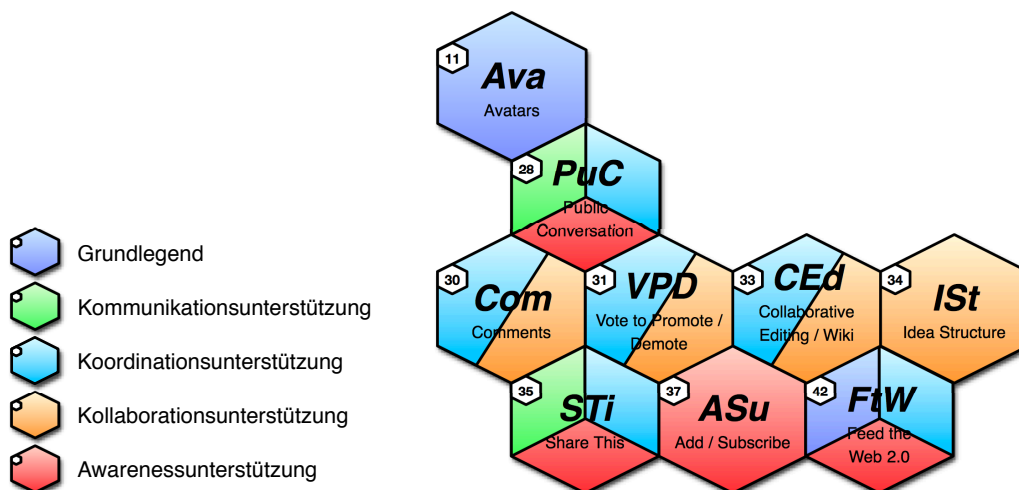 11
Ava
Avatars
28
PuC
Public
Conversation
30
Com
Comments
31
VPD
Vote to Promote /
Demote
33
CEd
Collaborative
Editing / Wiki
34
ISt
Idea Structure
35
STi
Share This
37
ASu
Add / Subscribe
42
FtW
Feed the
Web 2.0
Grundlegend
Kommunikationsunterstützung
Koordinationsunterstützung
Kollaborationsunterstützung
Awarenessunterstützung